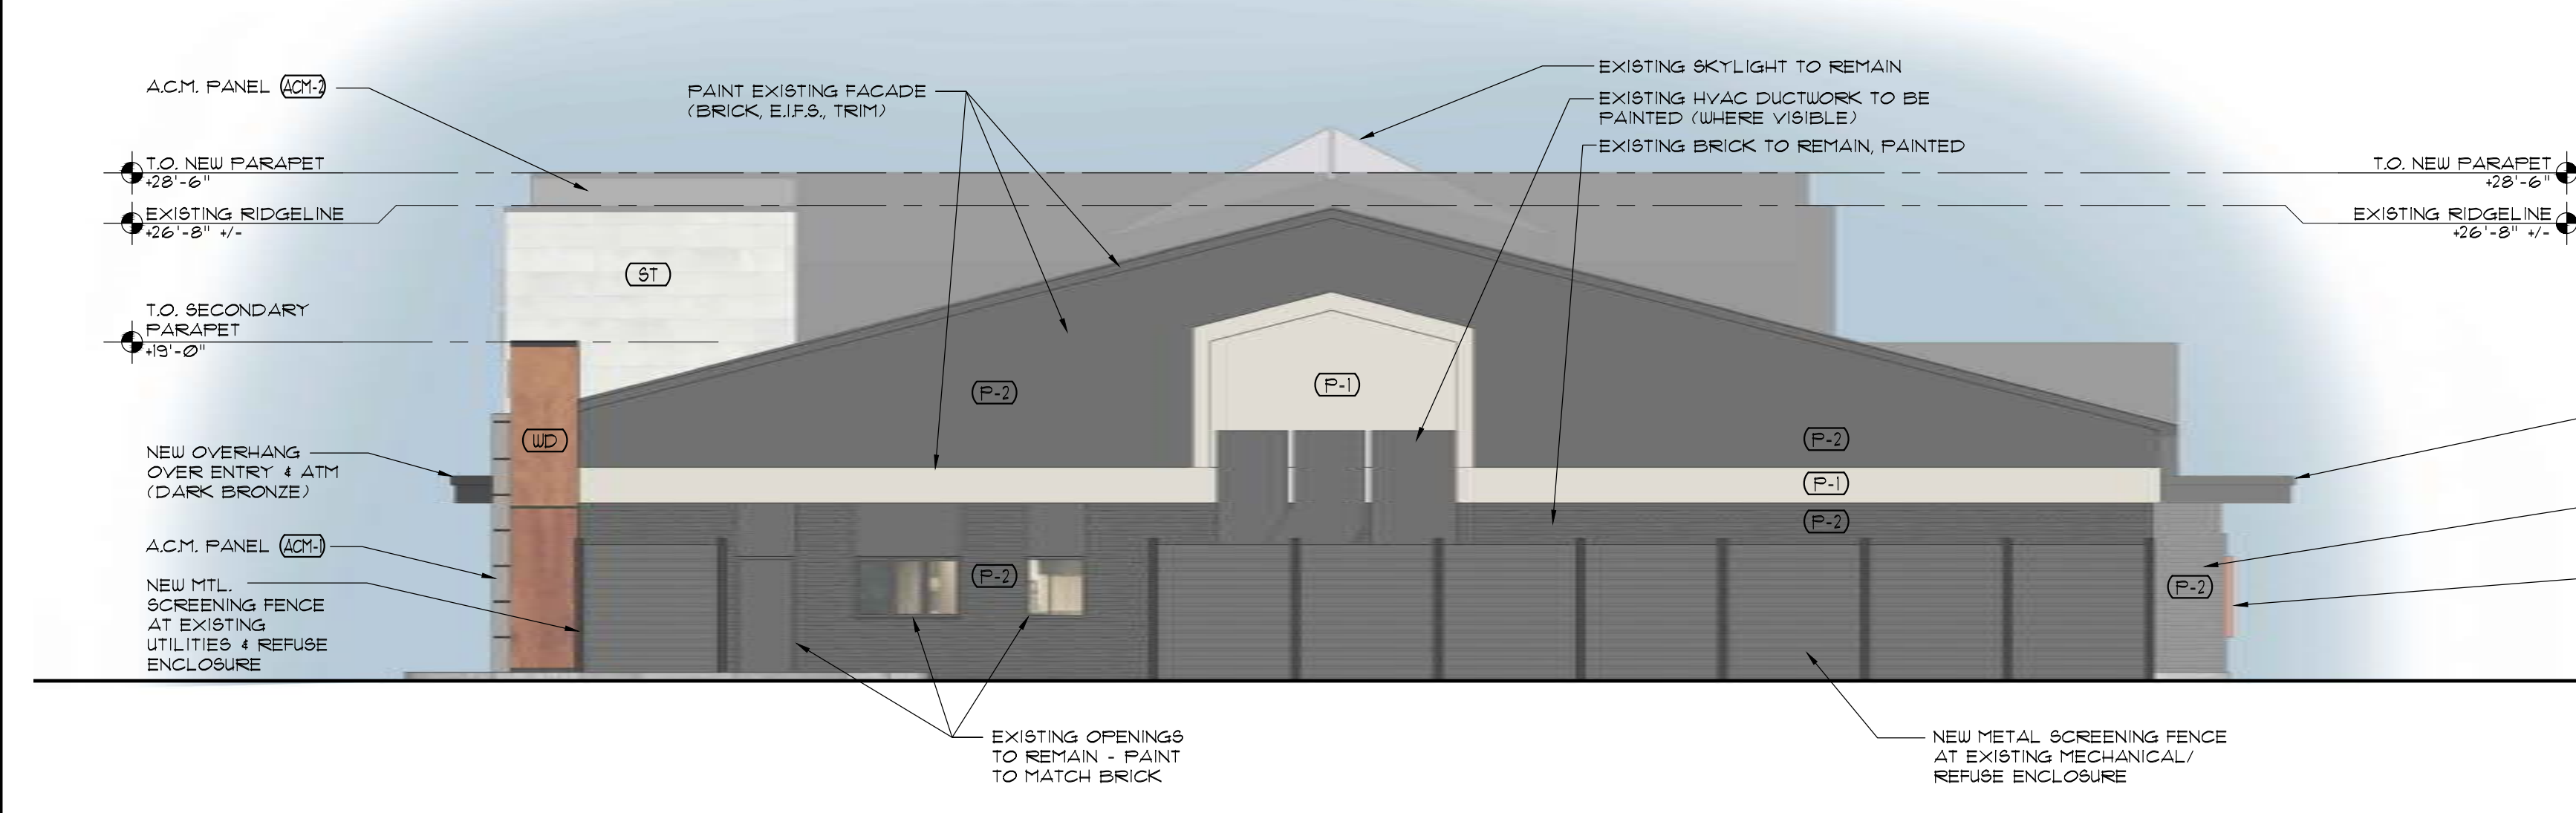 A.C.M. PANEL (ACM-2)
T.O. NEW PARAPET
+28'-6"
EXISTING RIDGELINE
+26'-8" +/-
T.O. SECONDARY
PARAPET
+19'-0"
NEW OVERHANG
OVER ENTRY & ATM
(DARK BRONZE)
A.C.M. PANEL (ACM-1)
NEW MTL.
SCREENING FENCE
AT EXISTING
UTILITIES & REFUSE
ENCLOSURE
PAINT EXISTING FACADE
(BRICK, E.I.F.S., TRIM)
EXISTING SKYLIGHT TO REMAIN
EXISTING HVAC DUCTWORK TO BE
PAINTED (WHERE VISIBLE)
EXISTING BRICK TO REMAIN, PAINTED
T.O. NEW PARAPET
+28'-6"
EXISTING RIDGELINE
+26'-8" +/-
ST
WD
P-2
P-1
P-2
P-1
P-2
P-2
P-2
EXISTING OPENINGS
TO REMAIN - PAINT
TO MATCH BRICK
NEW METAL SCREENING FENCE
AT EXISTING MECHANICAL/
REFUSE ENCLOSURE